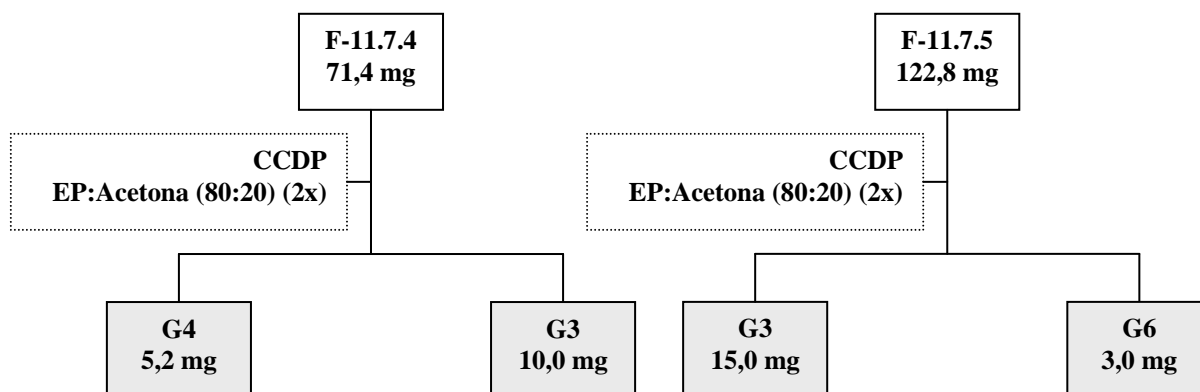 F-11.7.4
71,4 mg
F-11.7.5
122,8 mg
CCDP
EP:Acetona (80:20) (2x)
CCDP
EP:Acetona (80:20) (2x)
G4
5,2 mg
G3
10,0 mg
G3
15,0 mg
G6
3,0 mg